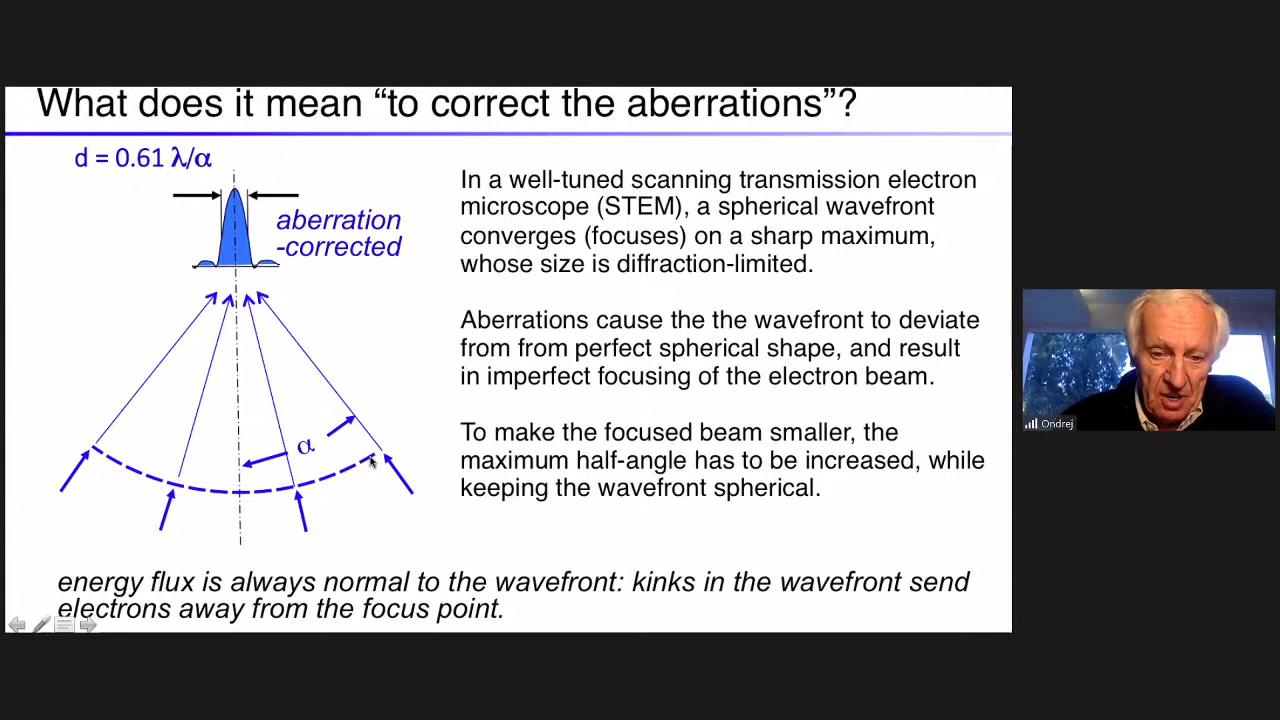 What does it mean “to correct the aberrations”?
d = 0.61 λ/α
aberration
-corrected
α
In a well-tuned scanning transmission electron
microscope (STEM), a spherical wavefront
converges (focuses) on a sharp maximum,
whose size is diffraction-limited.
Aberrations cause the the wavefront to deviate
from from perfect spherical shape, and result
in imperfect focusing of the electron beam.
To make the focused beam smaller, the
maximum half-angle has to be increased, while
keeping the wavefront spherical.
energy flux is always normal to the wavefront: kinks in the wavefront send
electrons away from the focus point.
Ondrej